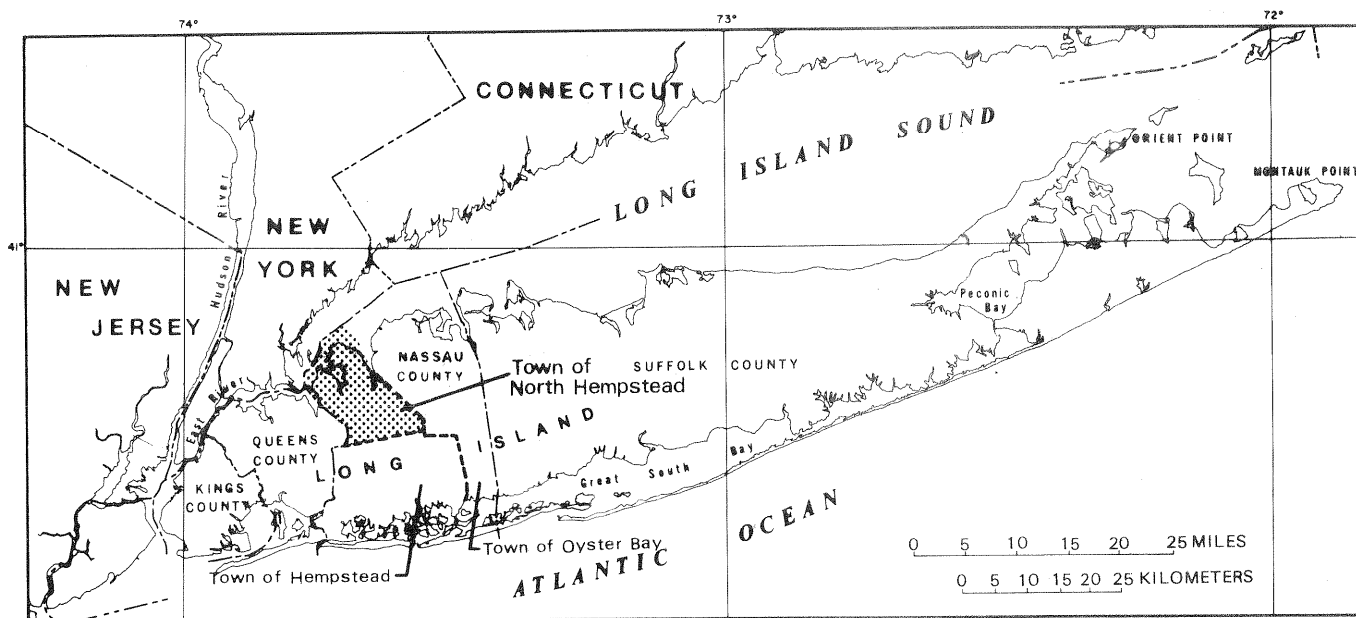 74°
73°
72°
CONNECTICUT
LONG ISLAND SOUND
ORIENT POINT
MONTAUK POINT
Hudson River
NEW
YORK
41°
NEW
JERSEY
Peconic
Bay
NASSAU
COUNTY
Town of
North Hempstead
SUFFOLK COUNTY
East River
QUEENS
COUNTY
LONG ISLAND
KINGS
COUNTY
Great South Bay
Town of Oyster Bay
Town of Hempstead
ATLANTIC OCEAN
0 5 10 15 20 25 MILES
0 5 10 15 20 25 KILOMETERS